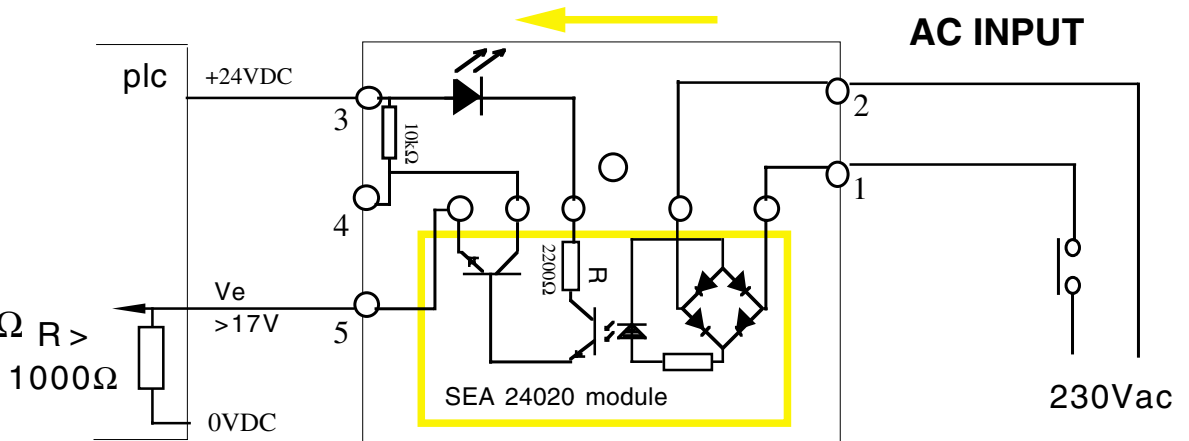 AC INPUT
plc
+24VDC
3
10kΩ
4
2
1
2200Ω
R
Ve
>17V
5
Ω R >
1000Ω
0VDC
SEA 24020 module
230Vac